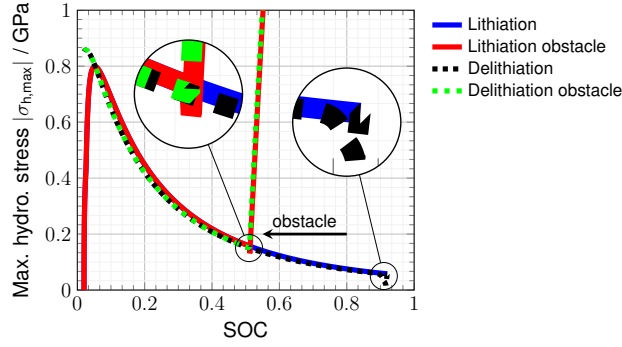 Max. hydro. stress |σh,max| / GPa
1
0.8
0.6
0.4
0.2
0
0
0.2
0.4
0.6
0.8
1
SOC
obstacle
Lithiation
Lithiation obstacle
Delithiation
Delithiation obstacle